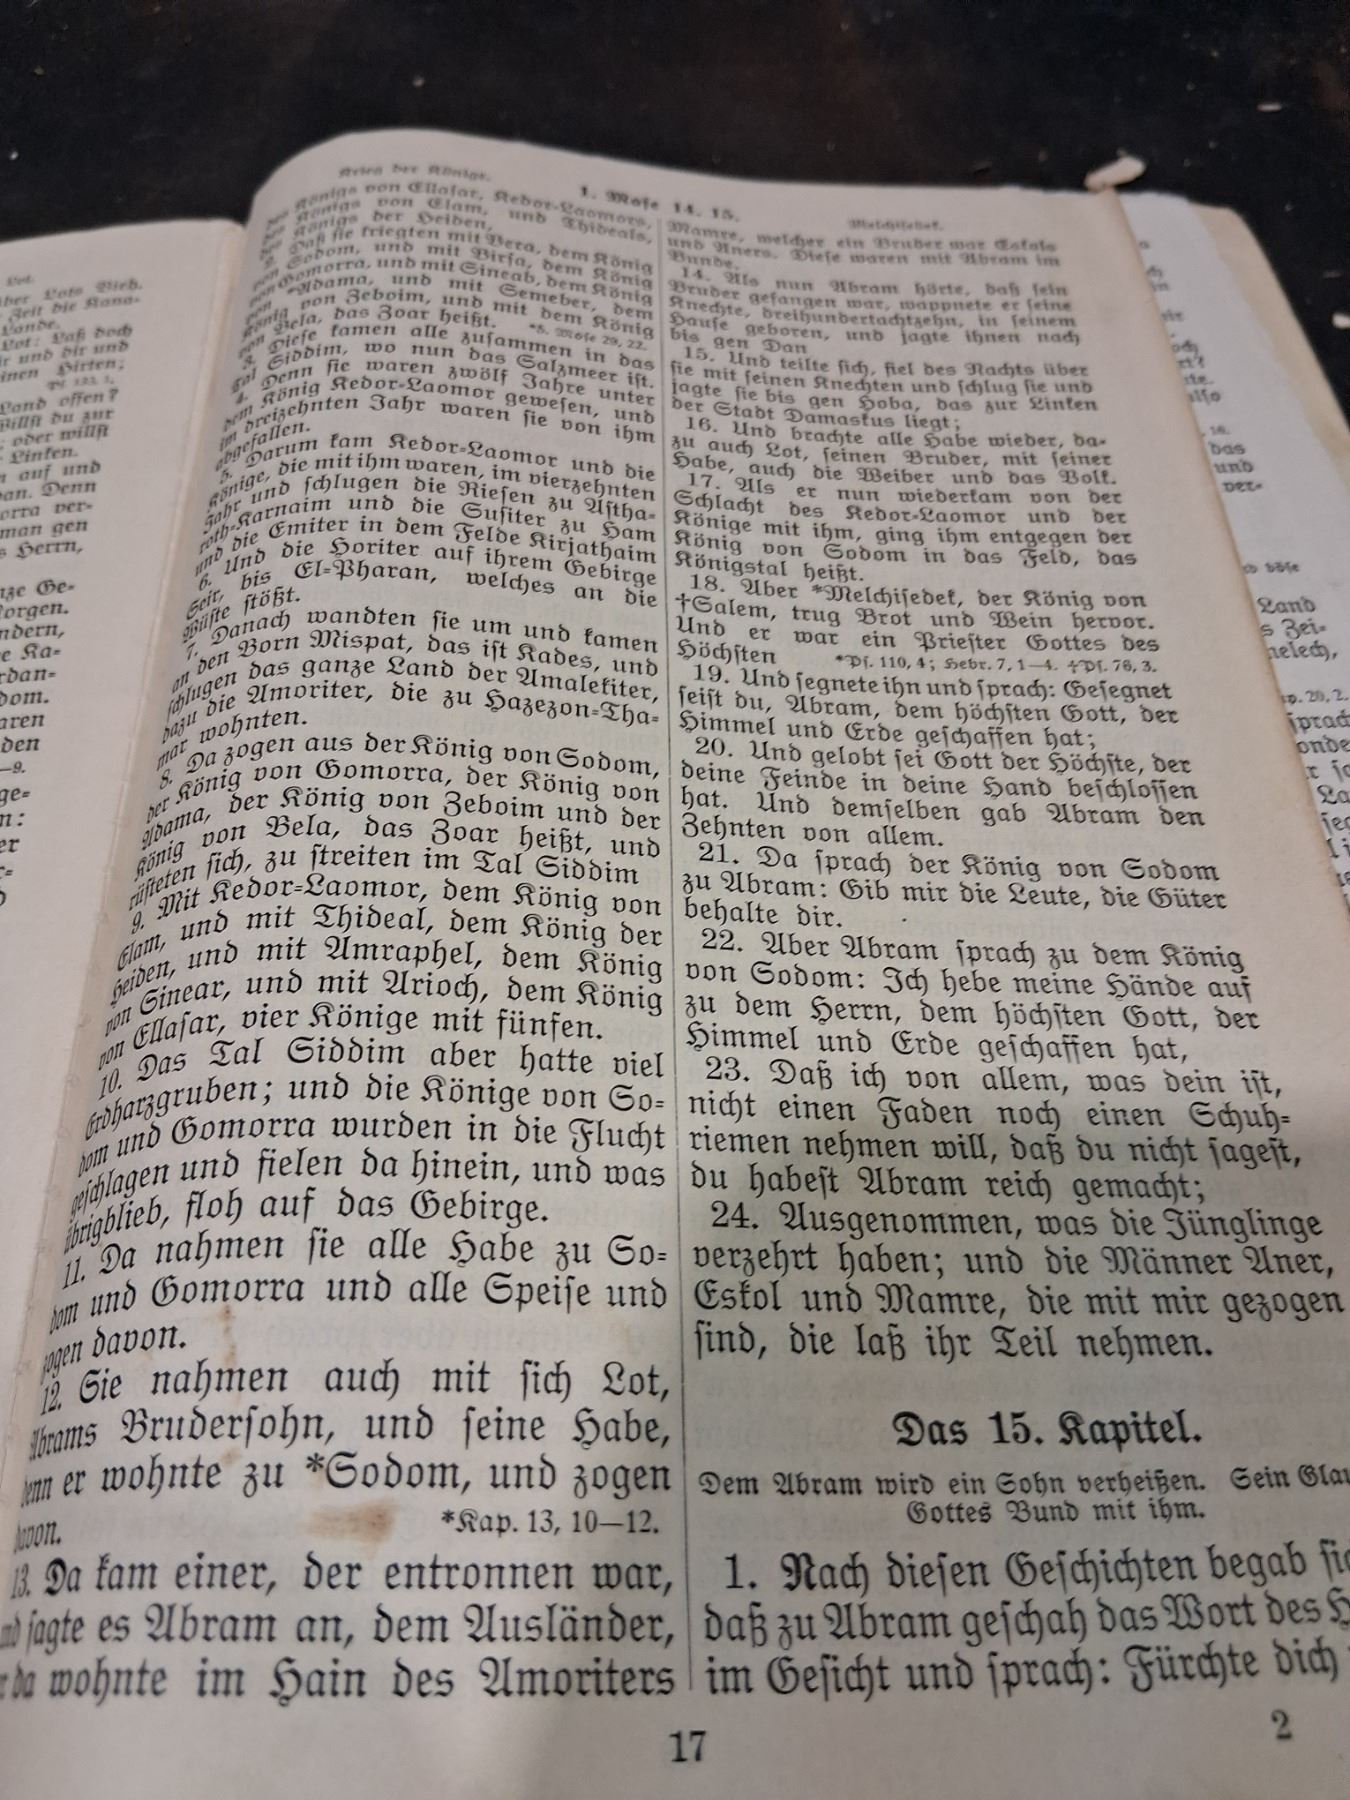 Krieg der Könige.
1. Mose 14. 15.
Melchisedek.
des Königs von Ellasar, Kedor-Laomors,
des Königs von Elam, und Thideals,
des Königs der Heiden,
2. Daß sie kriegten mit Bera, dem König
von Sodom, und mit Birsa, dem König
von Gomorra, und mit Sineab, dem König
von *Adama, und mit Semeber, dem
König von Zeboim, und mit dem König
von Bela, das Zoar heißt. *5. Mose 29, 22.
3. Diese kamen alle zusammen in das
Tal Siddim, wo nun das Salzmeer ist.
4. Denn sie waren zwölf Jahre unter
dem König Kedor-Laomor gewesen, und
im dreizehnten Jahr waren sie von ihm
abgefallen.
5. Darum kam Kedor-Laomor und die
Könige, die mit ihm waren, im vierzehnten
Jahr und schlugen die Riesen zu Astha-
roth-Karnaim und die Susiter zu Ham
und die Emiter in dem Felde Kirjathaim
6. Und die Horiter auf ihrem Gebirge
Seir, bis El-Pharan, welches an die
Wüste stößt.
7. Danach wandten sie um und kamen
an den Born Mispat, das ist Kades, und
schlugen das ganze Land der Amalekiter,
dazu die Amoriter, die zu Hazezon-Tha-
mar wohnten.
8. Da zogen aus der König von Sodom,
der König von Gomorra, der König von
Adama, der König von Zeboim und der
König von Bela, das Zoar heißt, und
rüsteten sich, zu streiten im Tal Siddim
9. Mit Kedor-Laomor, dem König von
Elam, und mit Thideal, dem König der
Heiden, und mit Amraphel, dem König
von Sinear, und mit Arioch, dem König
von Ellasar, vier Könige mit fünfen.
10. Das Tal Siddim aber hatte viel
Erdharzgruben; und die Könige von So-
dom und Gomorra wurden in die Flucht
geschlagen und fielen da hinein, und was
übrigblieb, floh auf das Gebirge.
11. Da nahmen sie alle Habe zu So-
dom und Gomorra und alle Speise und
zogen davon.
12. Sie nahmen auch mit sich Lot,
Abrams Brudersohn, und seine Habe,
denn er wohnte zu *Sodom, und zogen
davon. *Kap. 13, 10—12.
13. Da kam einer, der entronnen war,
und sagte es Abram an, dem Ausländer,
der da wohnte im Hain des Amoriters
Mamre, welcher ein Bruder war Eskols
und Aners. Diese waren mit Abram im
Bunde.
14. Als nun Abram hörte, daß sein
Bruder gefangen war, wappnete er seine
Knechte, dreihundertachtzehn, in seinem
Hause geboren, und jagte ihnen nach
bis gen Dan
15. Und teilte sich, fiel des Nachts über
sie mit seinen Knechten und schlug sie und
jagte sie bis gen Hoba, das zur Linken
der Stadt Damaskus liegt;
16. Und brachte alle Habe wieder, da-
zu auch Lot, seinen Bruder, mit seiner
Habe, auch die Weiber und das Volk.
17. Als er nun wiederkam von der
Schlacht des Kedor-Laomor und der
Könige mit ihm, ging ihm entgegen der
König von Sodom in das Feld, das
Königstal heißt.
18. Aber *Melchisedek, der König von
†Salem, trug Brot und Wein hervor.
Und er war ein Priester Gottes des
Höchsten *Ps. 110, 4; Hebr. 7, 1—4. †Ps. 76, 3.
19. Und segnete ihn und sprach: Gesegnet
seist du, Abram, dem höchsten Gott, der
Himmel und Erde geschaffen hat;
20. Und gelobt sei Gott der Höchste, der
deine Feinde in deine Hand beschlossen
hat. Und demselben gab Abram den
Zehnten von allem.
21. Da sprach der König von Sodom
zu Abram: Gib mir die Leute, die Güter
behalte dir.
22. Aber Abram sprach zu dem König
von Sodom: Ich hebe meine Hände auf
zu dem Herrn, dem höchsten Gott, der
Himmel und Erde geschaffen hat,
23. Daß ich von allem, was dein ist,
nicht einen Faden noch einen Schuh-
riemen nehmen will, daß du nicht sagest,
du habest Abram reich gemacht;
24. Ausgenommen, was die Jünglinge
verzehrt haben; und die Männer Aner,
Eskol und Mamre, die mit mir gezogen
sind, die laß ihr Teil nehmen.
Das 15. Kapitel.
Dem Abram wird ein Sohn verheißen. Sein
Gottes Bund mit ihm.
1. Nach diesen Geschichten begab
daß zu Abram geschah das Wort des
im Gesicht und sprach: Fürchte dich
17
2